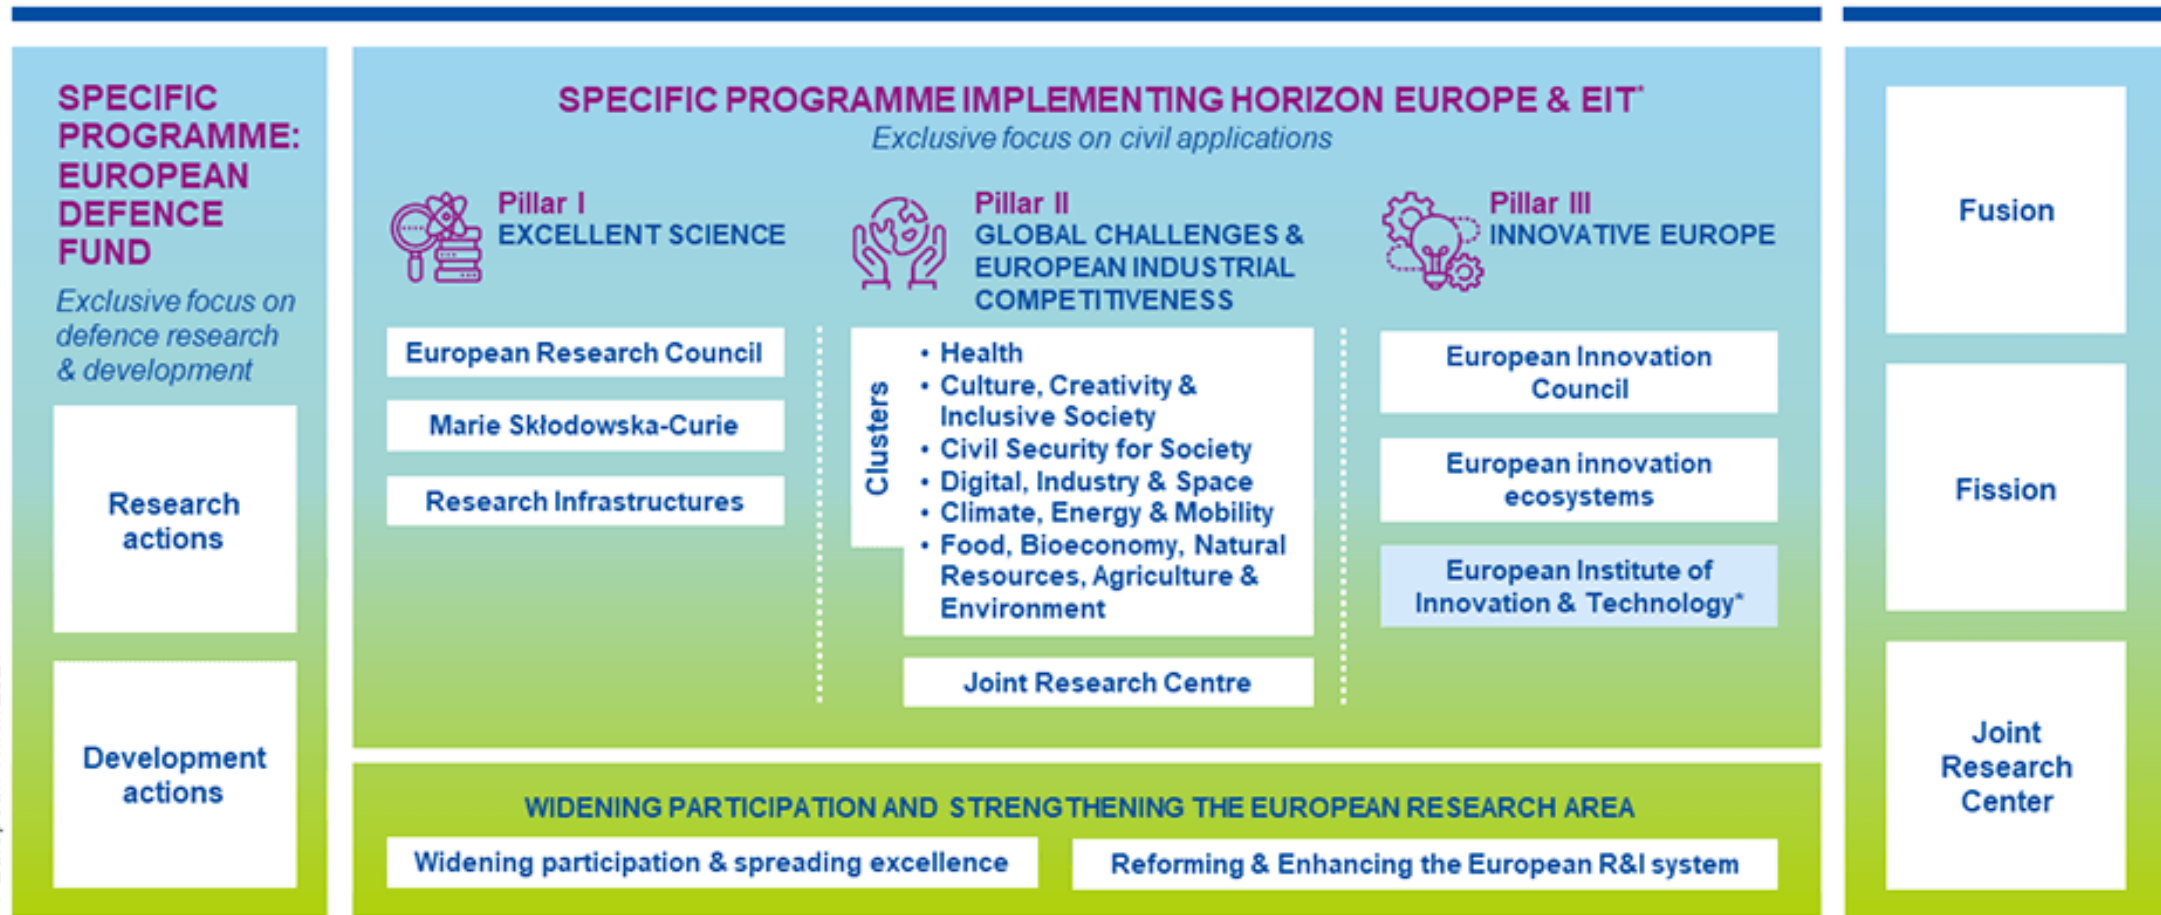 SPECIFIC
PROGRAMME:
EUROPEAN
DEFENCE
FUND
Exclusive focus on
defence research
& development
Research
actions
Development
actions
SPECIFIC PROGRAMME IMPLEMENTING HORIZON EUROPE & EIT*
Exclusive focus on civil applications
Pillar I
EXCELLENT SCIENCE
European Research Council
Marie Skłodowska-Curie
Research Infrastructures
Pillar II
GLOBAL CHALLENGES &
EUROPEAN INDUSTRIAL
COMPETITIVENESS
Clusters
• Health
• Culture, Creativity &
Inclusive Society
• Civil Security for Society
• Digital, Industry & Space
• Climate, Energy & Mobility
• Food, Bioeconomy, Natural
Resources, Agriculture &
Environment
Joint Research Centre
Pillar III
INNOVATIVE EUROPE
European Innovation
Council
European innovation
ecosystems
European Institute of
Innovation & Technology*
WIDENING PARTICIPATION AND STRENGTHENING THE EUROPEAN RESEARCH AREA
Widening participation & spreading excellence
Reforming & Enhancing the European R&I system
Fusion
Fission
Joint
Research
Center